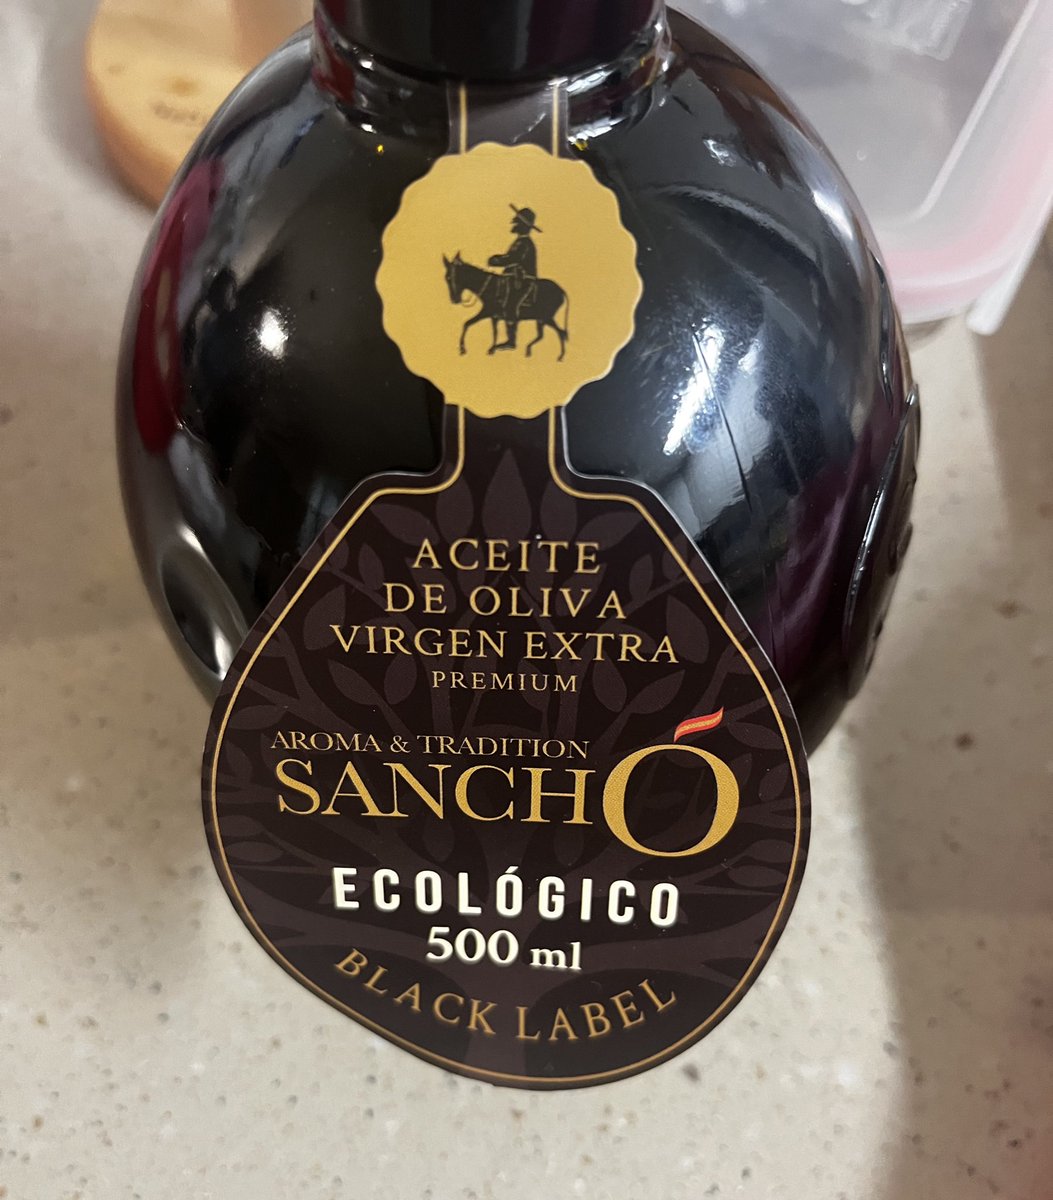 ACEITE
DE OLIVA
VIRGEN EXTRA
PREMIUM
AROMA & TRADITION
SANCHÓ
ECOLÓGICO
500 ml
BLACK LABEL